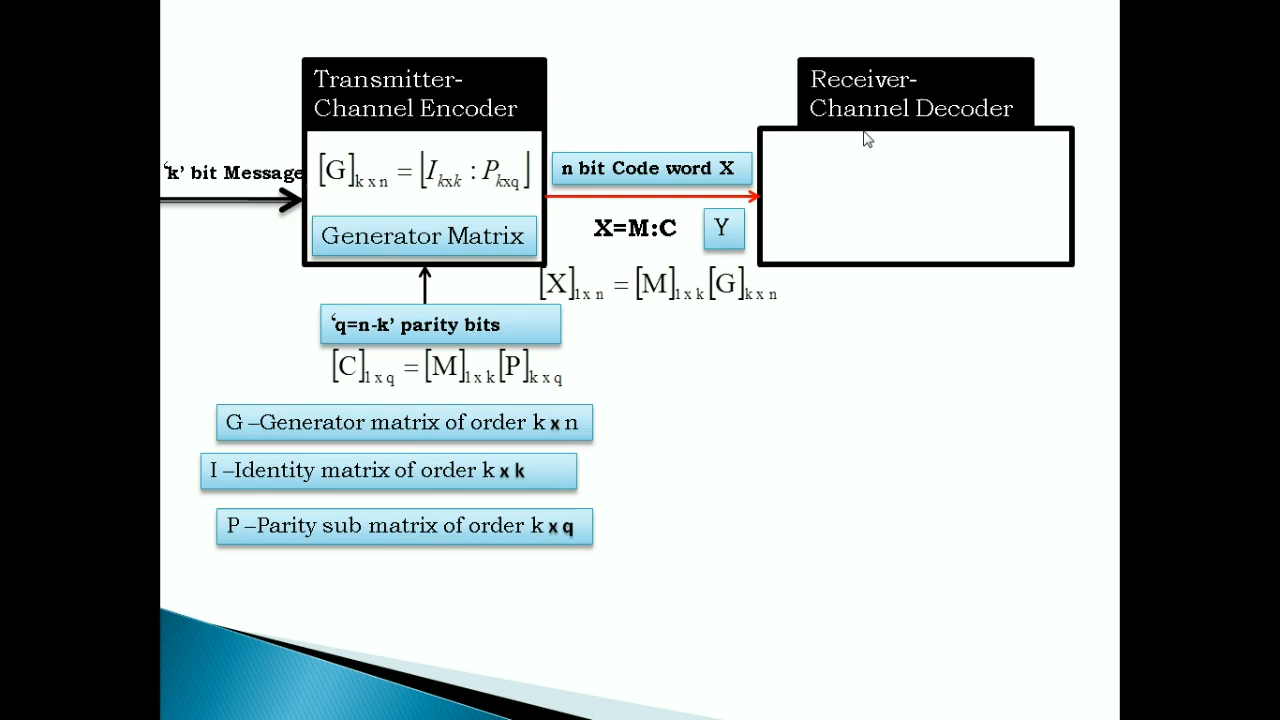 Transmitter-
Channel Encoder
Receiver-
Channel Decoder
‘k’ bit Message
[G]k x n = [Ikxk : Pkxq]
Generator Matrix
n bit Code word X
X=M:C
Y
[X]1 x n = [M]1 x k [G]k x n
‘q=n-k’ parity bits
[C]1 x q = [M]1 x k [P]k x q
G –Generator matrix of order k x n
I –Identity matrix of order k x k
P –Parity sub matrix of order k x q